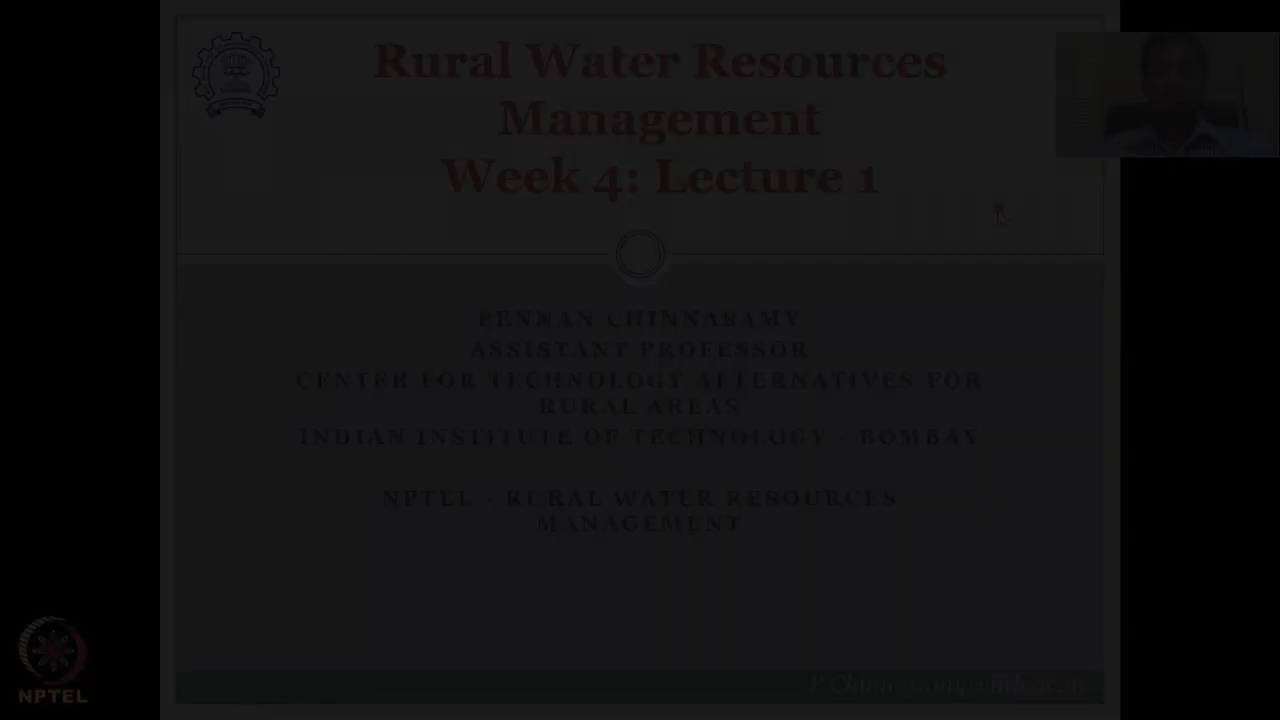 Rural Water Resources
Management
Week 4: Lecture 1
PENNAN CHINNASAMY
ASSISTANT PROFESSOR
CENTER FOR TECHNOLOGY ALTERNATIVES FOR
RURAL AREAS
INDIAN INSTITUTE OF TECHNOLOGY - BOMBAY
NPTEL - RURAL WATER RESOURCES
MANAGEMENT
NPTEL